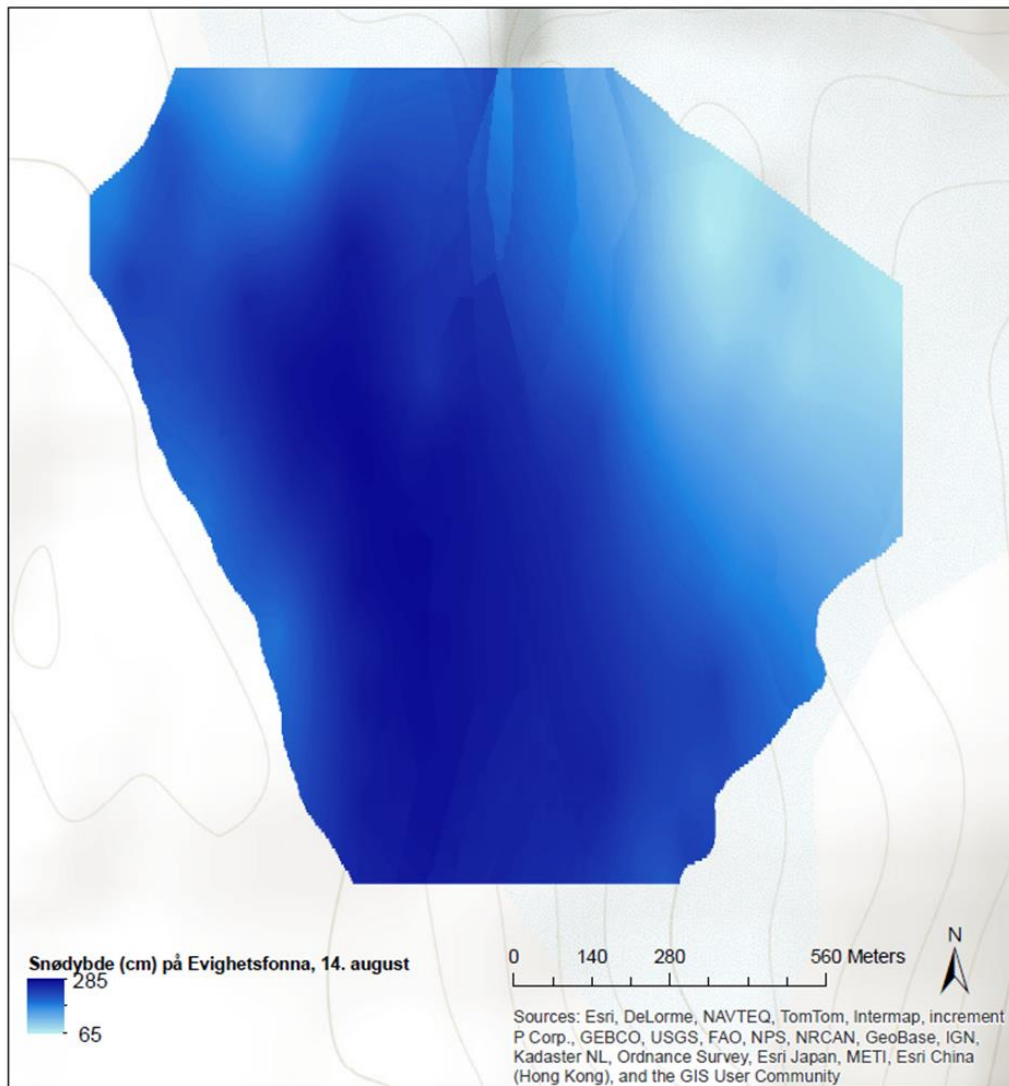 Snødybde (cm) på Evighetsfonna, 14. august
285
65
0 140 280 560 Meters
N
Sources: Esri, DeLorme, NAVTEQ, TomTom, Intermap, increment
P Corp., GEBCO, USGS, FAO, NPS, NRCAN, GeoBase, IGN,
Kadaster NL, Ordnance Survey, Esri Japan, METI, Esri China
(Hong Kong), and the GIS User Community